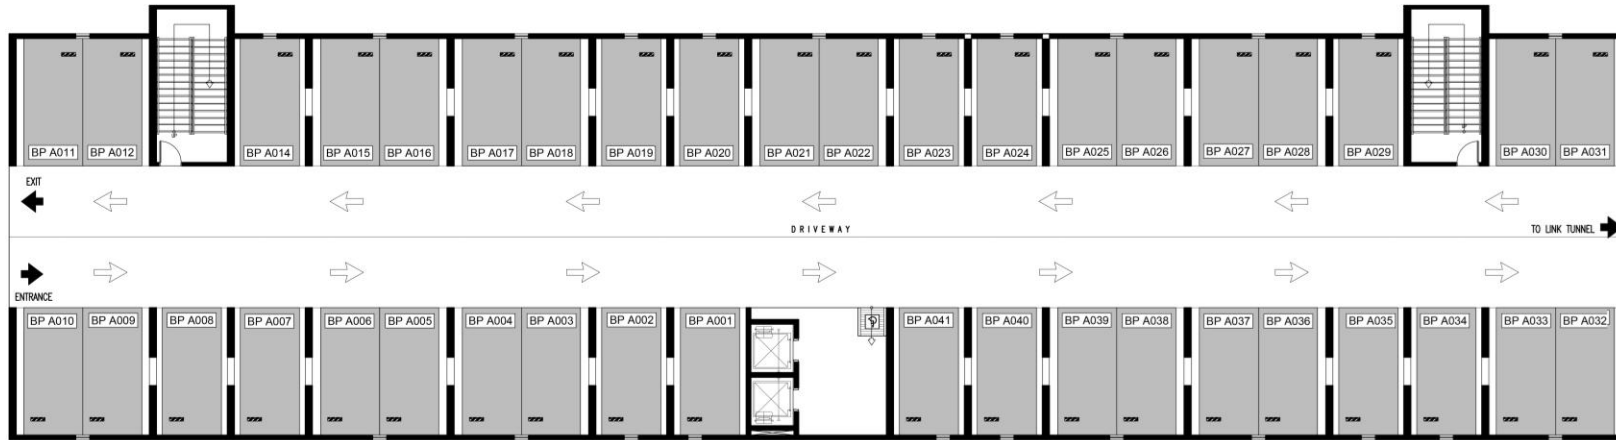 BP A011 BP A012 BP A014 BP A015 BP A016 BP A017 BP A018 BP A019 BP A020 BP A021 BP A022 BP A023 BP A024 BP A025 BP A026 BP A027 BP A028 BP A029 BP A030 BP A031
EXIT
DRIVEWAY
TO LINK TUNNEL
ENTRANCE
BP A010 BP A009 BP A008 BP A007 BP A006 BP A005 BP A004 BP A003 BP A002 BP A001 BP A041 BP A040 BP A039 BP A038 BP A037 BP A036 BP A035 BP A034 BP A033 BP A032